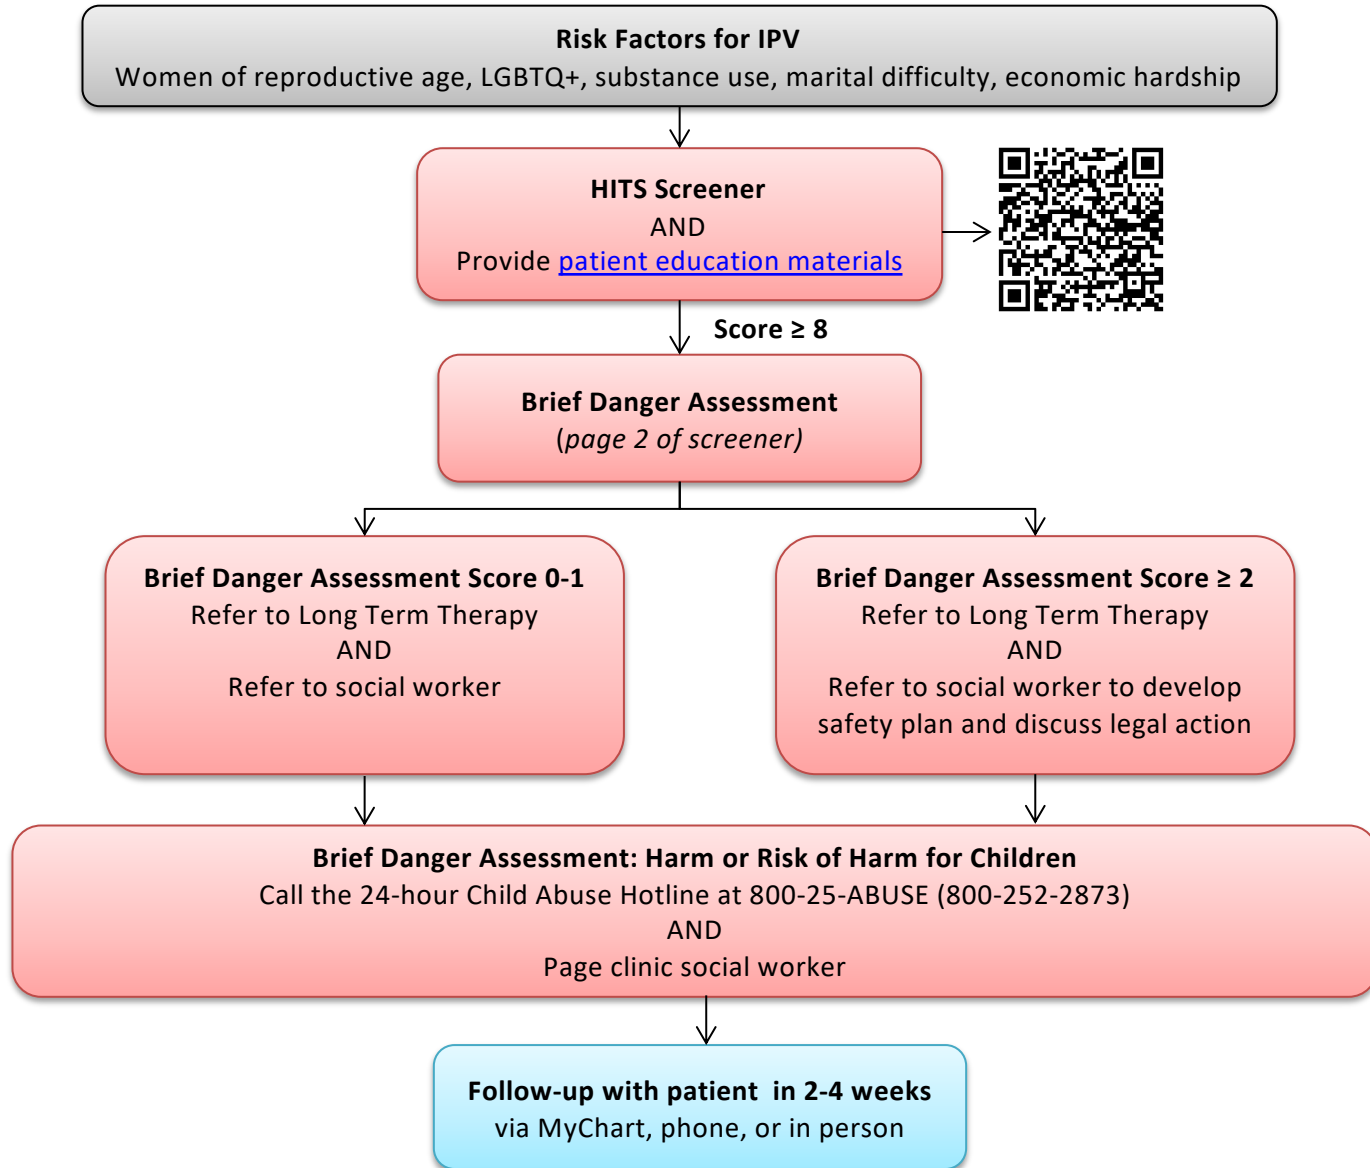 Risk Factors for IPV
Women of reproductive age, LGBTQ+, substance use, marital difficulty, economic hardship
HITS Screener
AND
Provide patient education materials
Score ≥ 8
Brief Danger Assessment
(page 2 of screener)
Brief Danger Assessment Score 0-1
Refer to Long Term Therapy
AND
Refer to social worker
Brief Danger Assessment Score ≥ 2
Refer to Long Term Therapy
AND
Refer to social worker to develop
safety plan and discuss legal action
Brief Danger Assessment: Harm or Risk of Harm for Children
Call the 24-hour Child Abuse Hotline at 800-25-ABUSE (800-252-2873)
AND
Page clinic social worker
Follow-up with patient  in 2-4 weeks
via MyChart, phone, or in person